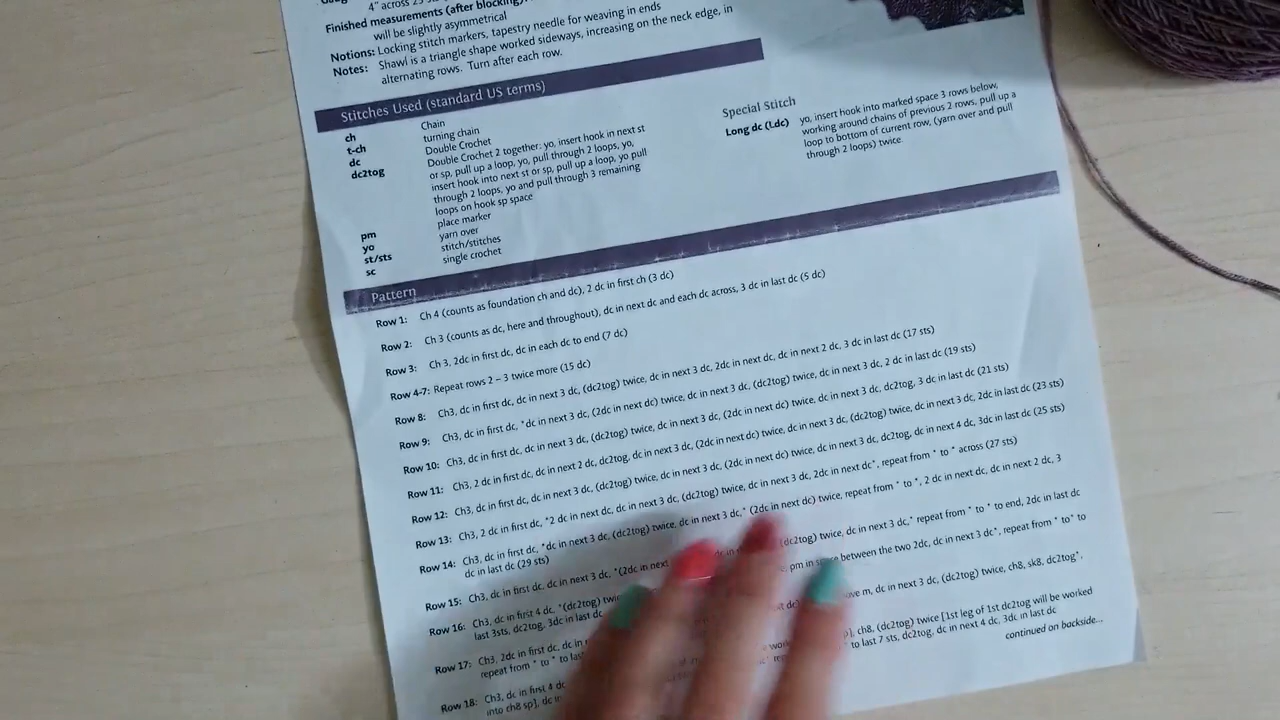 4" across 25
Finished measurements (after blocking):
will be slightly asymmetrical
Notions: Locking stitch markers, tapestry needle for weaving in ends
Notes: Shawl is a triangle shape worked sideways, increasing on the neck edge, in
alternating rows. Turn after each row.
Stitches Used (standard US terms)
ch Chain
t-ch turning chain
dc Double Crochet
dc2tog Double Crochet 2 together: yo, insert hook in next st
or sp, pull up a loop, yo, pull through 2 loops, yo,
insert hook into next st or sp, pull up a loop, yo pull
through 2 loops, yo and pull through 3 remaining
loops on hook sp space
pm place marker
yo yarn over
st/sts stitch/stitches
sc single crochet
Special Stitch
Long dc (Ldc) yo, insert hook into marked space 3 rows below,
working around chains of previous 2 rows, pull up a
loop to bottom of current row, (yarn over and pull
through 2 loops) twice
Pattern
Row 1: Ch 4 (counts as foundation ch and dc), 2 dc in first ch (3 dc)
Row 2: Ch 3 (counts as dc, here and throughout), dc in next dc and each dc across, 3 dc in last dc (5 dc)
Row 3: Ch 3, 2dc in first dc, dc in each dc to end (7 dc)
Row 4-7: Repeat rows 2 – 3 twice more (15 dc)
Row 8: Ch3, dc in first dc, dc in next 3 dc, (dc2tog) twice, dc in next 3 dc, 2dc in next dc, dc in next 2 dc, 3 dc in last dc (17 sts)
Row 9: Ch3, dc in first dc, *dc in next 3 dc, (2dc in next dc) twice, dc in next 3 dc, (dc2tog) twice, dc in next 3 dc, 2 dc in last dc (19 sts)
Row 10: Ch3, dc in first dc, dc in next 3 dc, (dc2tog) twice, dc in next 3 dc, (2dc in next dc) twice, dc in next 3 dc, dc2tog, 3 dc in last dc (21 sts)
Row 11: Ch3, 2 dc in first dc, dc in next 2 dc, dc2tog, dc in next 3 dc, (2dc in next dc) twice, dc in next 3 dc, (dc2tog) twice, dc in next 3 dc, 2dc in last dc (23 sts)
Row 12: Ch3, dc in first dc, dc in next 3 dc, (dc2tog) twice, dc in next 3 dc, (2dc in next dc) twice, dc in next 3 dc, dc2tog, dc in next 4 dc, 3dc in last dc (25 sts)
Row 13: Ch3, 2 dc in first dc, *2 dc in next dc, dc in next 3 dc, (dc2tog) twice, dc in next 3 dc, 2dc in next dc*, repeat from * to * across (27 sts)
Row 14: Ch3, dc in first dc, *dc in next 3 dc, (dc2tog) twice, dc in next 3 dc,* (2dc in next dc) twice, repeat from * to *, 2 dc in next dc, dc in next 2 dc, 3
dc in last dc (29 sts)
Row 15: Ch3, dc in first dc, dc in next 3 dc, *(2dc in next (dc2tog) twice, dc in next 3 dc,* repeat from * to * to end, 2dc in last dc
Row 16: Ch3, dc in first 4 dc, *(dc2tog) pm in space between the two 2dc, dc in next 3 dc*, repeat from * to * to
last 3sts, dc2tog, 3dc in last dc
Row 17: Ch3, 2dc in first dc, dc in m, dc in next 3 dc, (dc2tog) twice, ch8, sk8, dc2tog*,
repeat from * to * to last
Row 18: Ch3, dc in first 4 dc ch8, (dc2tog) twice [1st leg of 1st dc2tog will be worked
into ch8 sp], dc in to last 7 sts, dc2tog, dc in next 4 dc, 3dc in last dc
continued on backside...